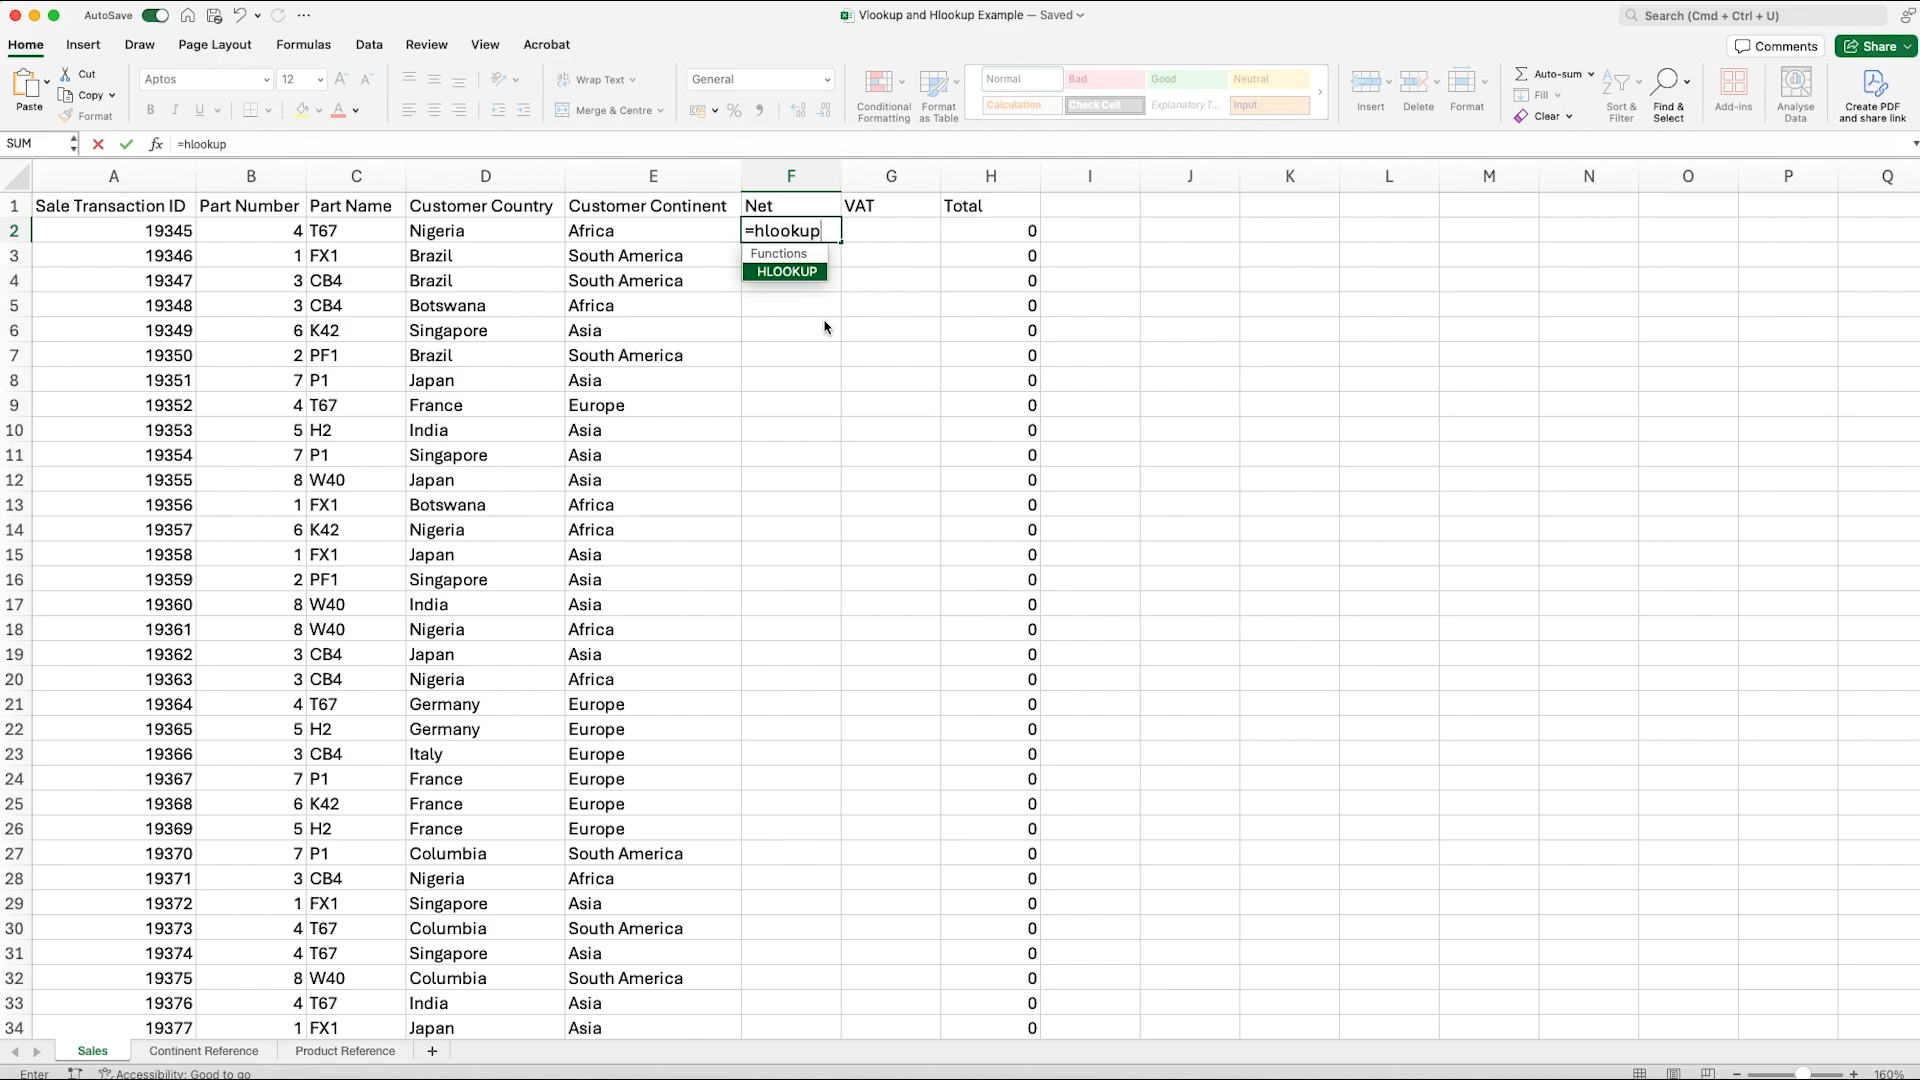 AutoSave
Vlookup and Hlookup Example — Saved
Search (Cmd + Ctrl + U)
Home Insert Draw Page Layout Formulas Data Review View Acrobat
Comments Share
Paste Cut Copy Format
Aptos 12
B I U A
Wrap Text
Merge & Centre
General
Conditional Formatting
Format as Table
Normal Bad Good Neutral
Calculation Check Cell Explanatory T... Input
Insert Delete Format
Auto-sum
Fill
Clear
Sort & Filter
Find & Select
Add-ins
Analyse Data
Create PDF and share link
SUM fx =hlookup
A B C D E F G H I J K L M N O P Q
1 Sale Transaction ID Part Number Part Name Customer Country Customer Continent Net VAT Total
2 19345 4 T67 Nigeria Africa =hlookup 0
Functions
HLOOKUP
3 19346 1 FX1 Brazil South America 0
4 19347 3 CB4 Brazil South America 0
5 19348 3 CB4 Botswana Africa 0
6 19349 6 K42 Singapore Asia 0
7 19350 2 PF1 Brazil South America 0
8 19351 7 P1 Japan Asia 0
9 19352 4 T67 France Europe 0
10 19353 5 H2 India Asia 0
11 19354 7 P1 Singapore Asia 0
12 19355 8 W40 Japan Asia 0
13 19356 1 FX1 Botswana Africa 0
14 19357 6 K42 Nigeria Africa 0
15 19358 1 FX1 Japan Asia 0
16 19359 2 PF1 Singapore Asia 0
17 19360 8 W40 India Asia 0
18 19361 8 W40 Nigeria Africa 0
19 19362 3 CB4 Japan Asia 0
20 19363 3 CB4 Nigeria Africa 0
21 19364 4 T67 Germany Europe 0
22 19365 5 H2 Germany Europe 0
23 19366 3 CB4 Italy Europe 0
24 19367 7 P1 France Europe 0
25 19368 6 K42 France Europe 0
26 19369 5 H2 France Europe 0
27 19370 7 P1 Columbia South America 0
28 19371 3 CB4 Nigeria Africa 0
29 19372 1 FX1 Singapore Asia 0
30 19373 4 T67 Columbia South America 0
31 19374 4 T67 Singapore Asia 0
32 19375 8 W40 Columbia South America 0
33 19376 4 T67 India Asia 0
34 19377 1 FX1 Japan Asia 0
Sales Continent Reference Product Reference +
Enter Accessibility: Good to go 160%